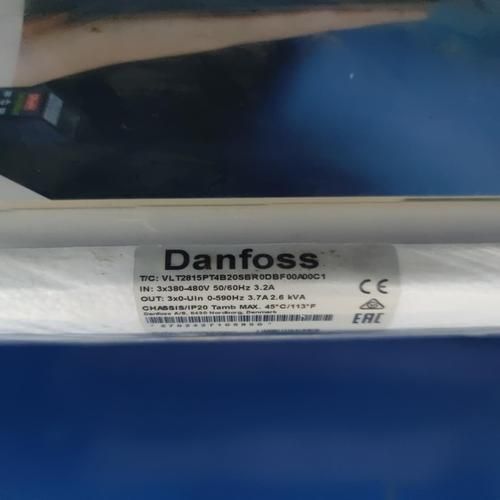 Danfoss
T/C: VLT2815PT4B20SBR0DBF00A00C1
IN: 3x380-480V 50/60Hz 3.2A
OUT: 3x0-Uin 0-590Hz 3.7A 2.6 kVA
CHASSIS/IP20 Tamb MAX. 45°C/113°F
Danfoss A/S, 6430 Nordborg, Denmark
CE
EAC